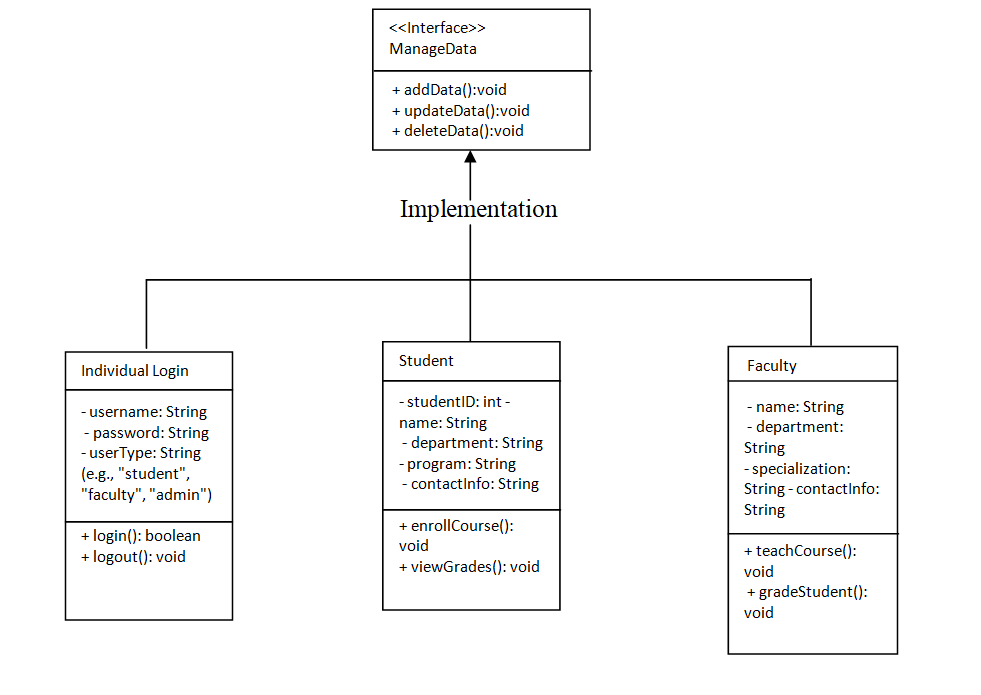 <<Interface>>
ManageData
+ addData():void
+ updateData():void
+ deleteData():void
Implementation
Individual Login
- username: String
- password: String
- userType: String
(e.g., "student",
"faculty", "admin")
+ login(): boolean
+ logout(): void
Student
- studentID: int -
name: String
- department: String
- program: String
- contactInfo: String
+ enrollCourse():
void
+ viewGrades(): void
Faculty
- name: String
- department:
String
- specialization:
String - contactInfo:
String
+ teachCourse():
void
+ gradeStudent():
void